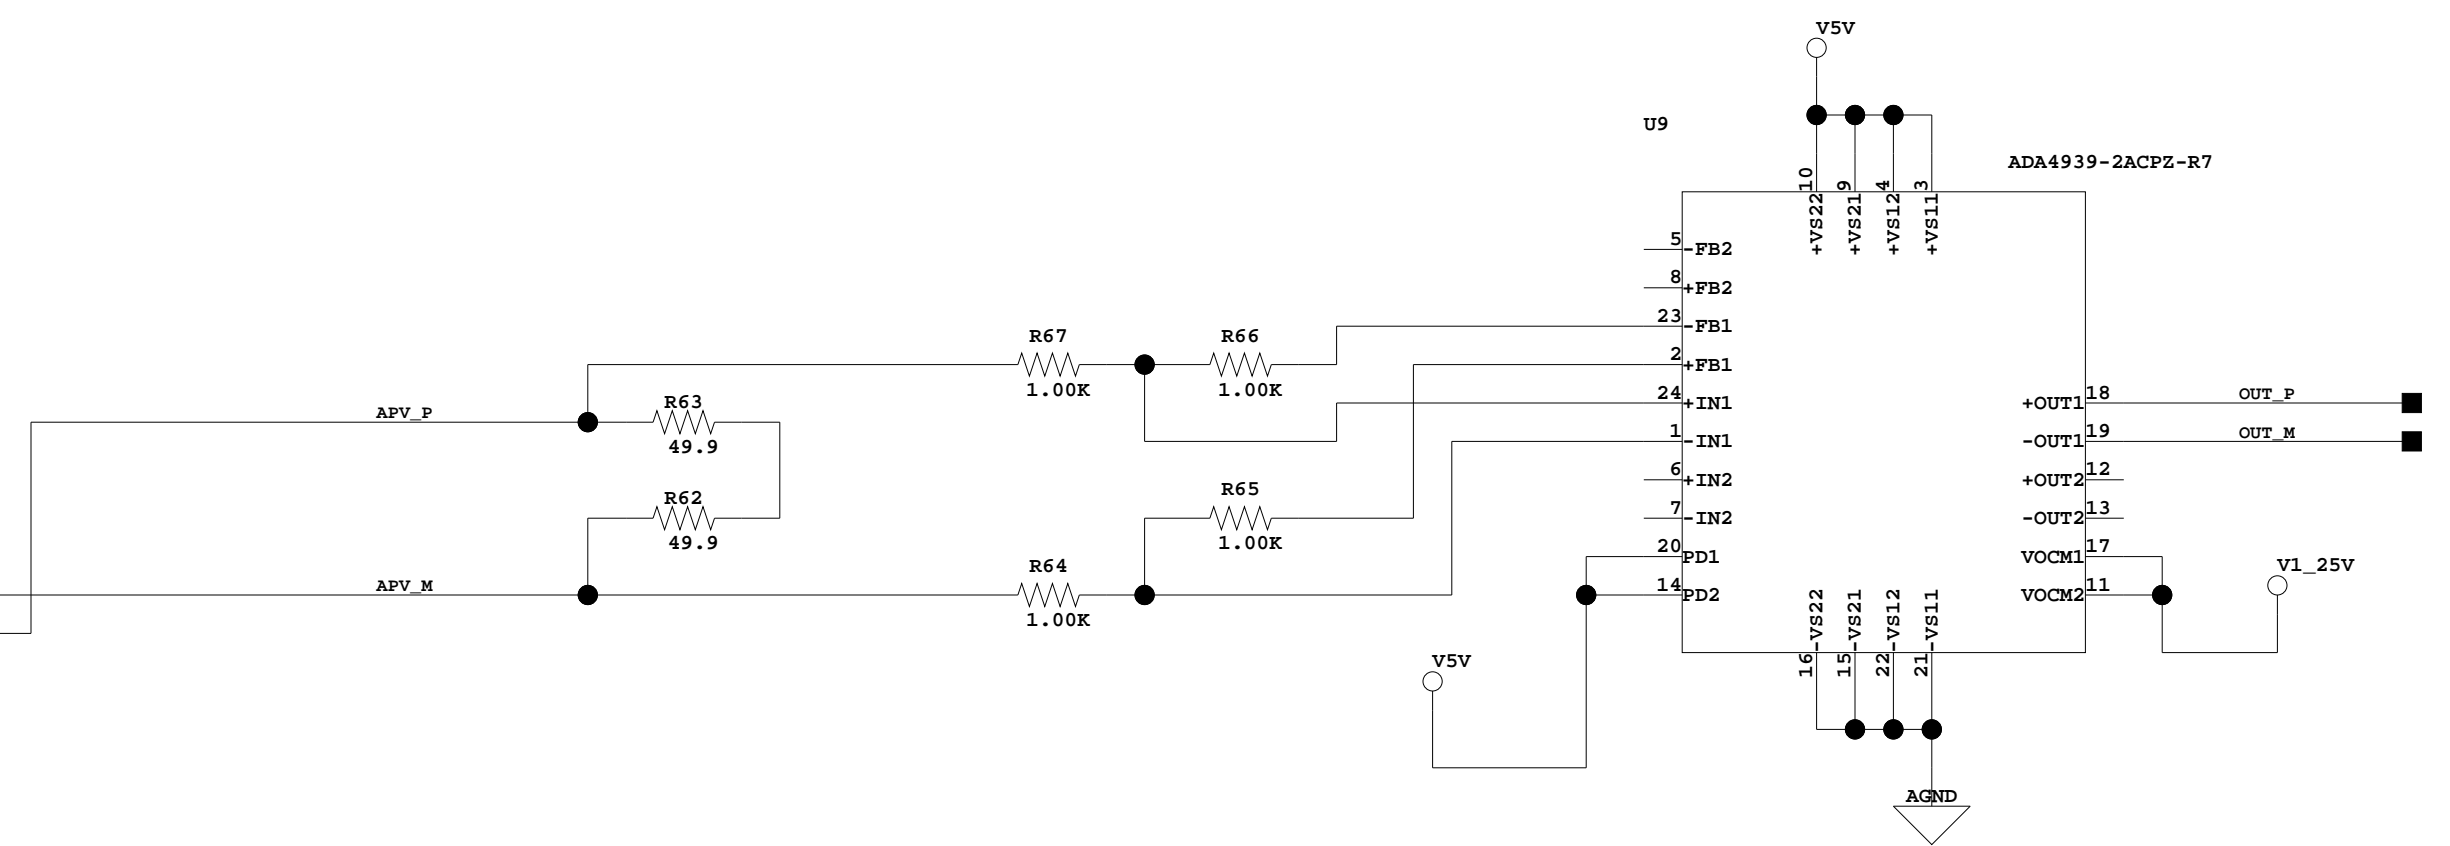 V5V
U9
ADA4939-2ACPZ-R7
10
9
4
3
+VS22
+VS21
+VS12
+VS11
5
-FB2
8
+FB2
23
-FB1
2
+FB1
24
+IN1
1
-IN1
6
+IN2
7
-IN2
20
PD1
14
PD2
R67
1.00K
R66
1.00K
APV_P
R63
49.9
R62
49.9
R65
1.00K
APV_M
R64
1.00K
+OUT1
18
OUT_P
-OUT1
19
OUT_M
+OUT2
12
-OUT2
13
VOCM1
17
VOCM2
11
V1_25V
-VS22
-VS21
-VS12
-VS11
16
15
22
21
V5V
AGND